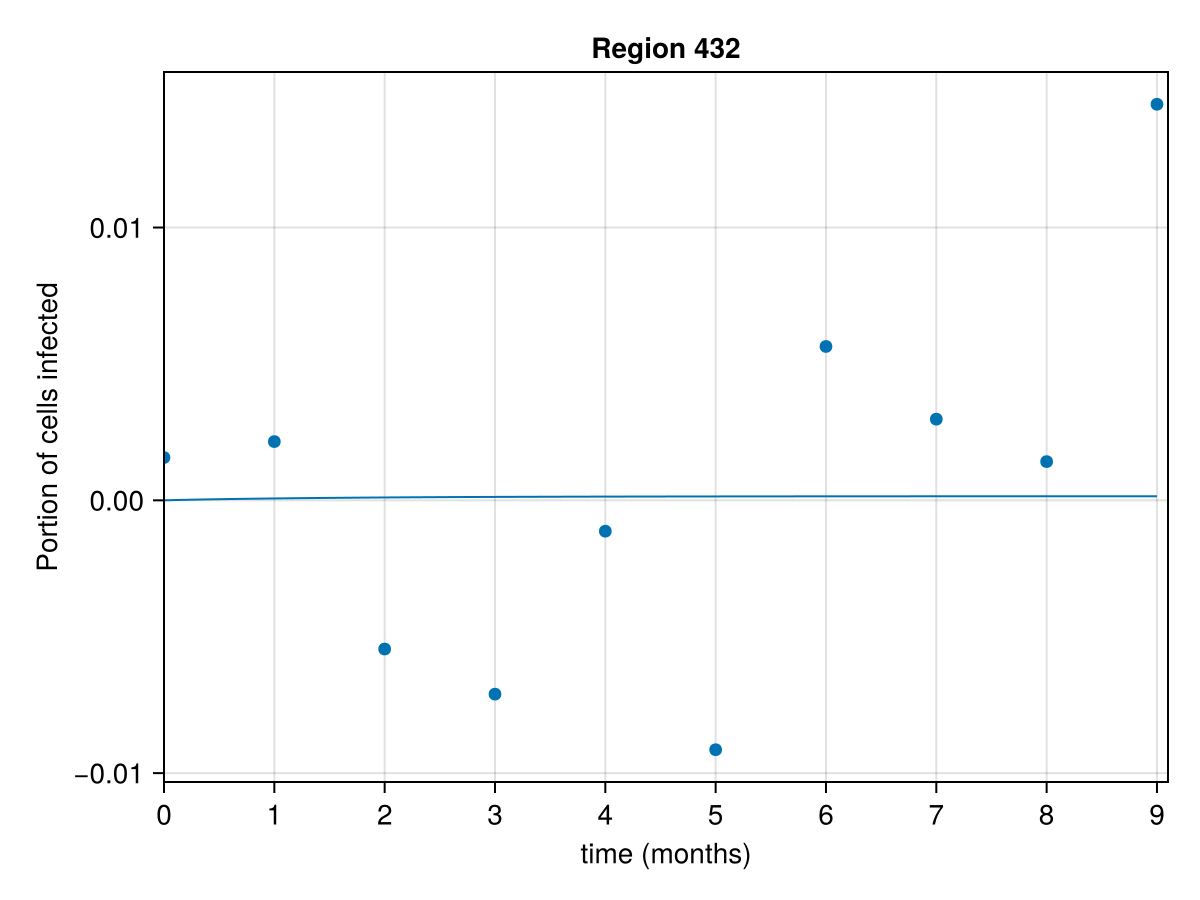 Region 432
Portion of cells infected
0.01
0.00
−0.01
0 1 2 3 4 5 6 7 8 9
time (months)